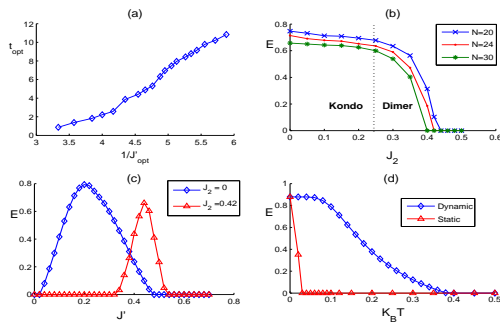 (a)
t_opt
12
10
8
6
4
2
0
3
3.5
4
4.5
5
5.5
6
1/J'_opt
(b)
E
1
0.8
0.6
0.4
0.2
0
0
0.1
0.2
0.3
0.4
0.5
J_2
Kondo
Dimer
N=20
N=24
N=30
(c)
E
0.8
0.6
0.4
0.2
0
0
0.2
0.4
0.6
0.8
J'
J_2 = 0
J_2 =0.42
(d)
E
1
0.8
0.6
0.4
0.2
0
0
0.1
0.2
0.3
0.4
0.5
K_B T
Dynamic
Static